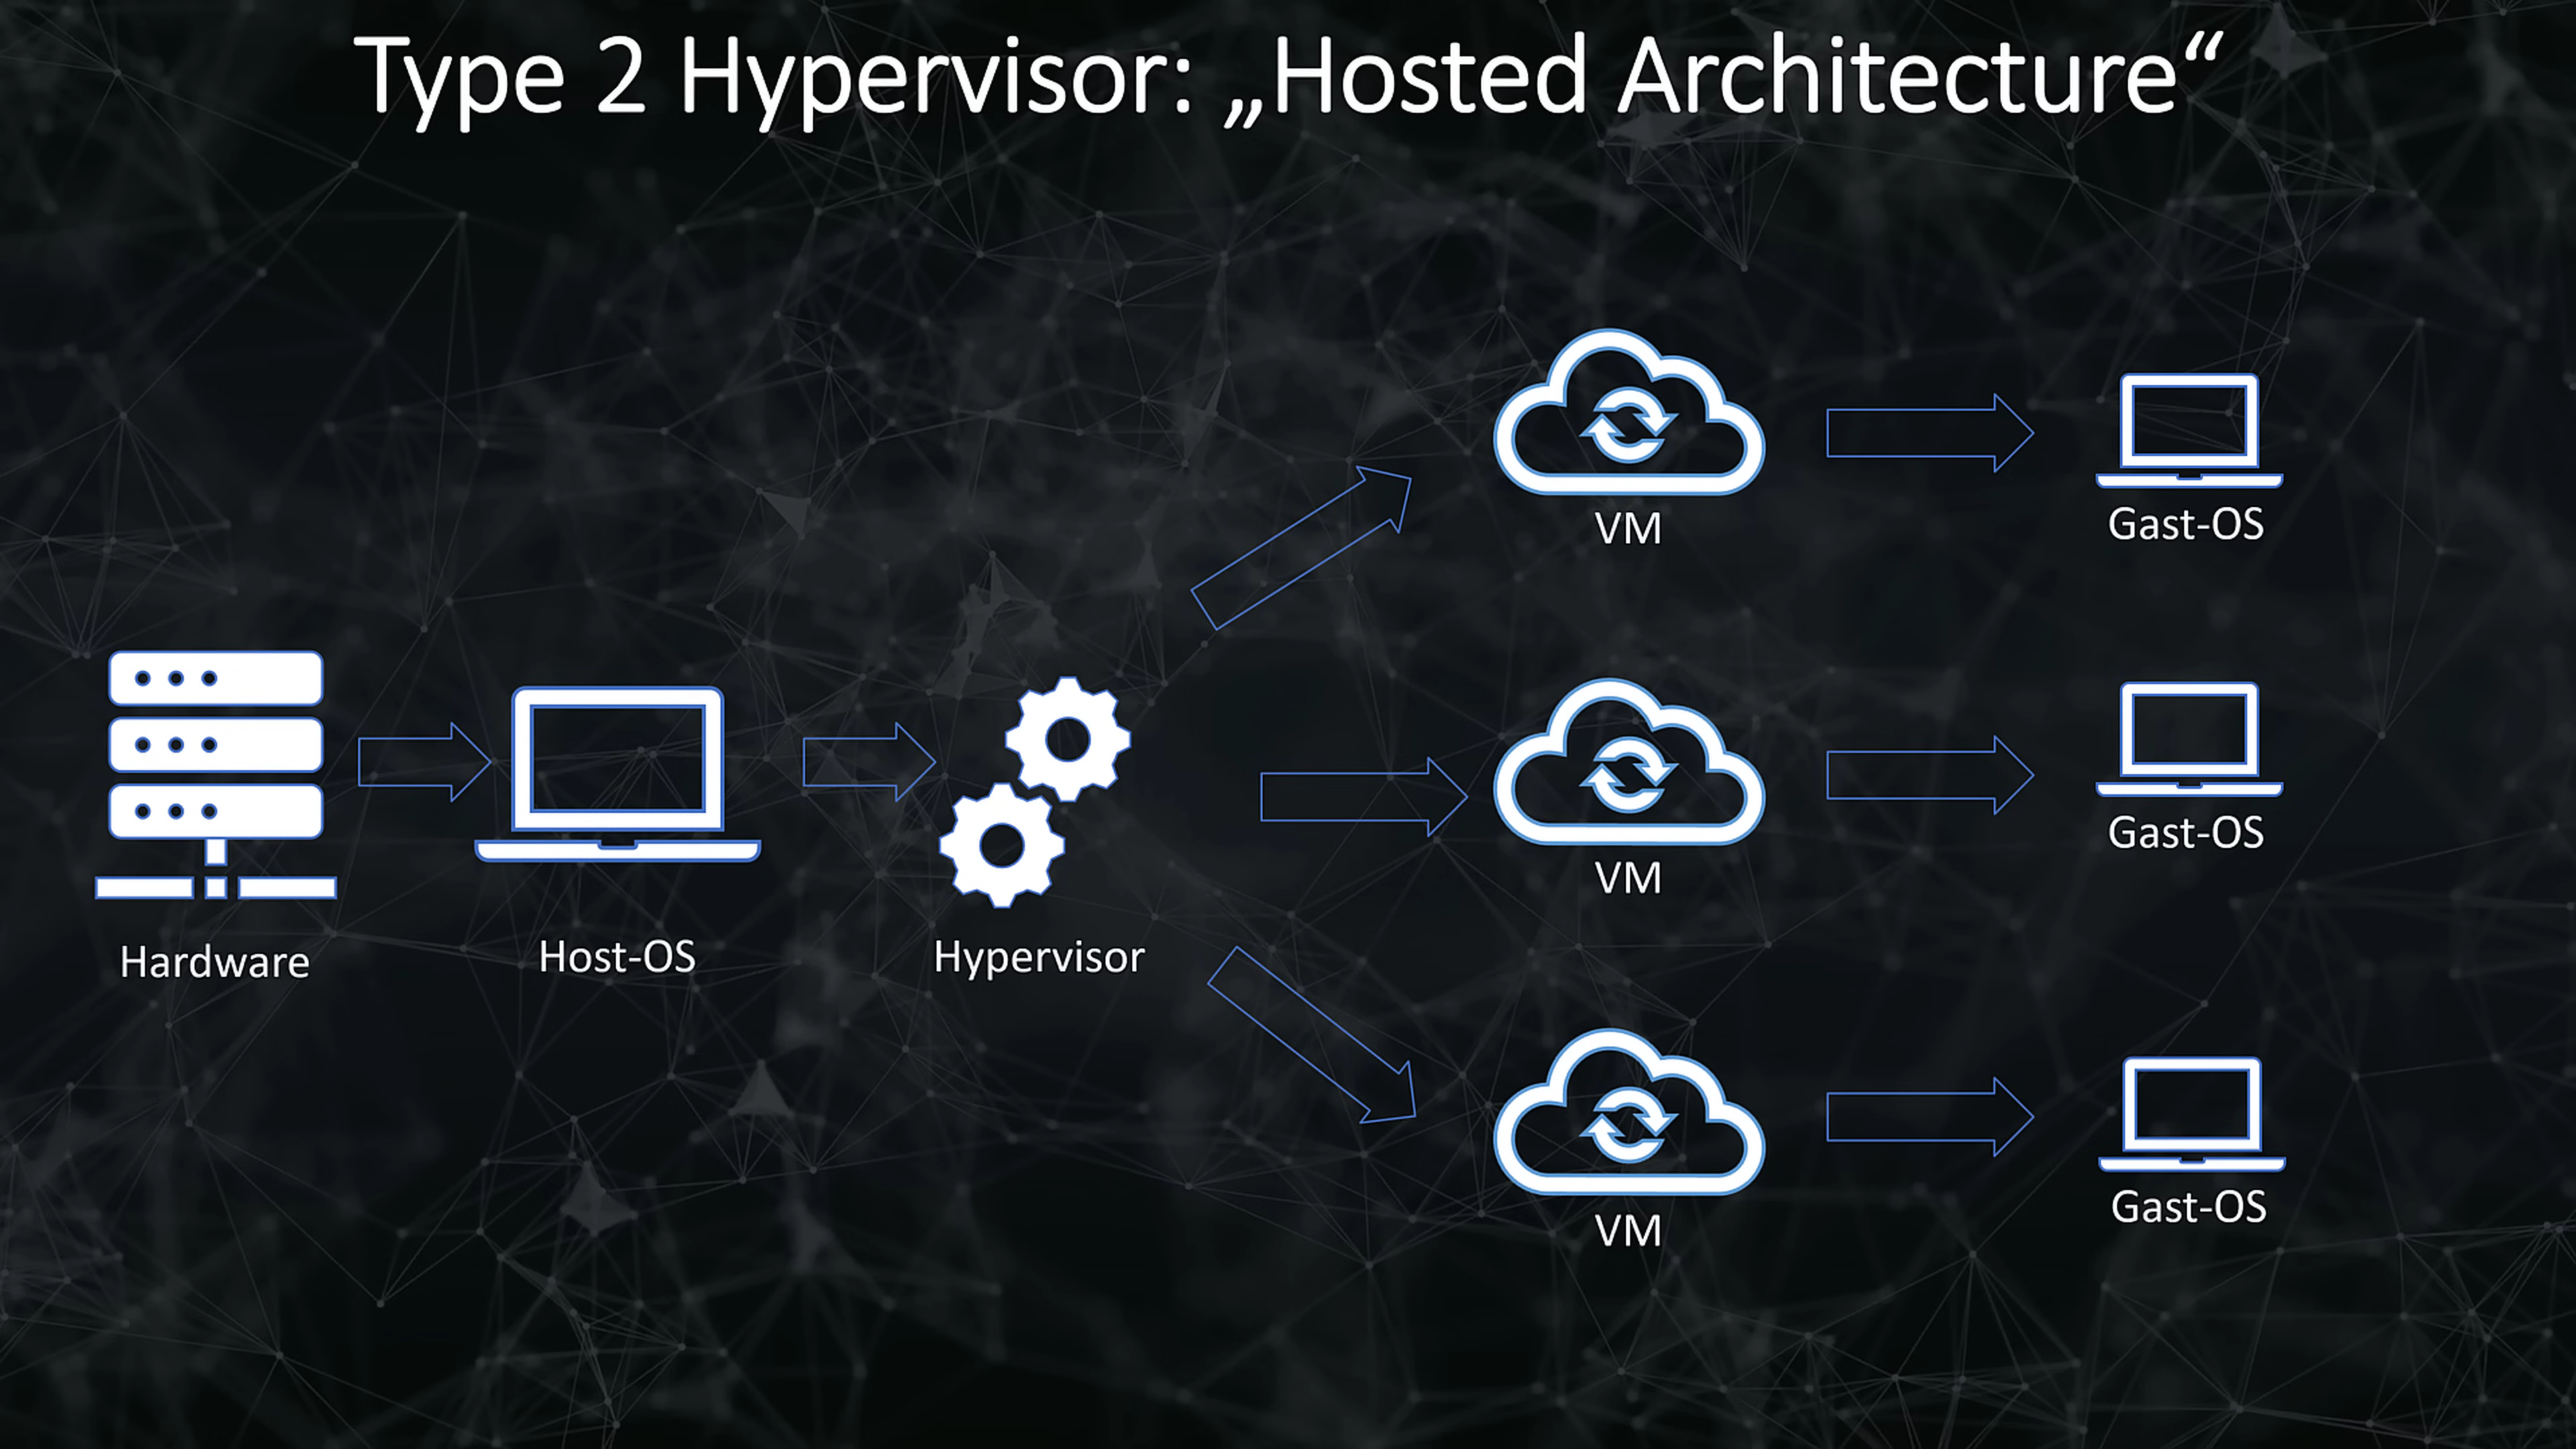 Type 2 Hypervisor: „Hosted Architecture“
VM
Gast-OS
Hardware
Host-OS
Hypervisor
VM
Gast-OS
VM
Gast-OS